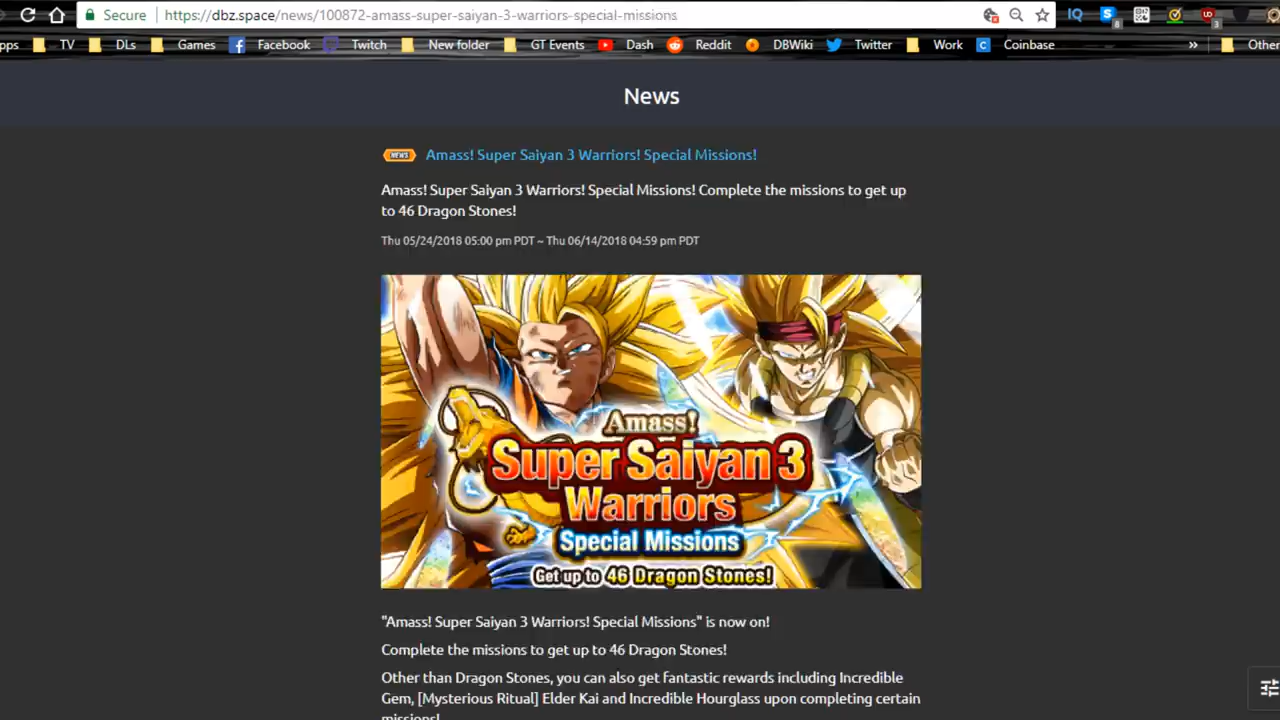 Secure https://dbz.space/news/100872-amass-super-saiyan-3-warriors-special-missions
pps TV DLs Games Facebook Twitch New folder GT Events Dash Reddit DBWiki Twitter Work Coinbase » Other
News
NEWS Amass! Super Saiyan 3 Warriors! Special Missions!
Amass! Super Saiyan 3 Warriors! Special Missions! Complete the missions to get up
to 46 Dragon Stones!
Thu 05/24/2018 05:00 pm PDT ~ Thu 06/14/2018 04:59 pm PDT
Amass!
Super Saiyan 3
Warriors
Special Missions
Get up to 46 Dragon Stones!
"Amass! Super Saiyan 3 Warriors! Special Missions" is now on!
Complete the missions to get up to 46 Dragon Stones!
Other than Dragon Stones, you can also get fantastic rewards including Incredible
Gem, [Mysterious Ritual] Elder Kai and Incredible Hourglass upon completing certain
missions!